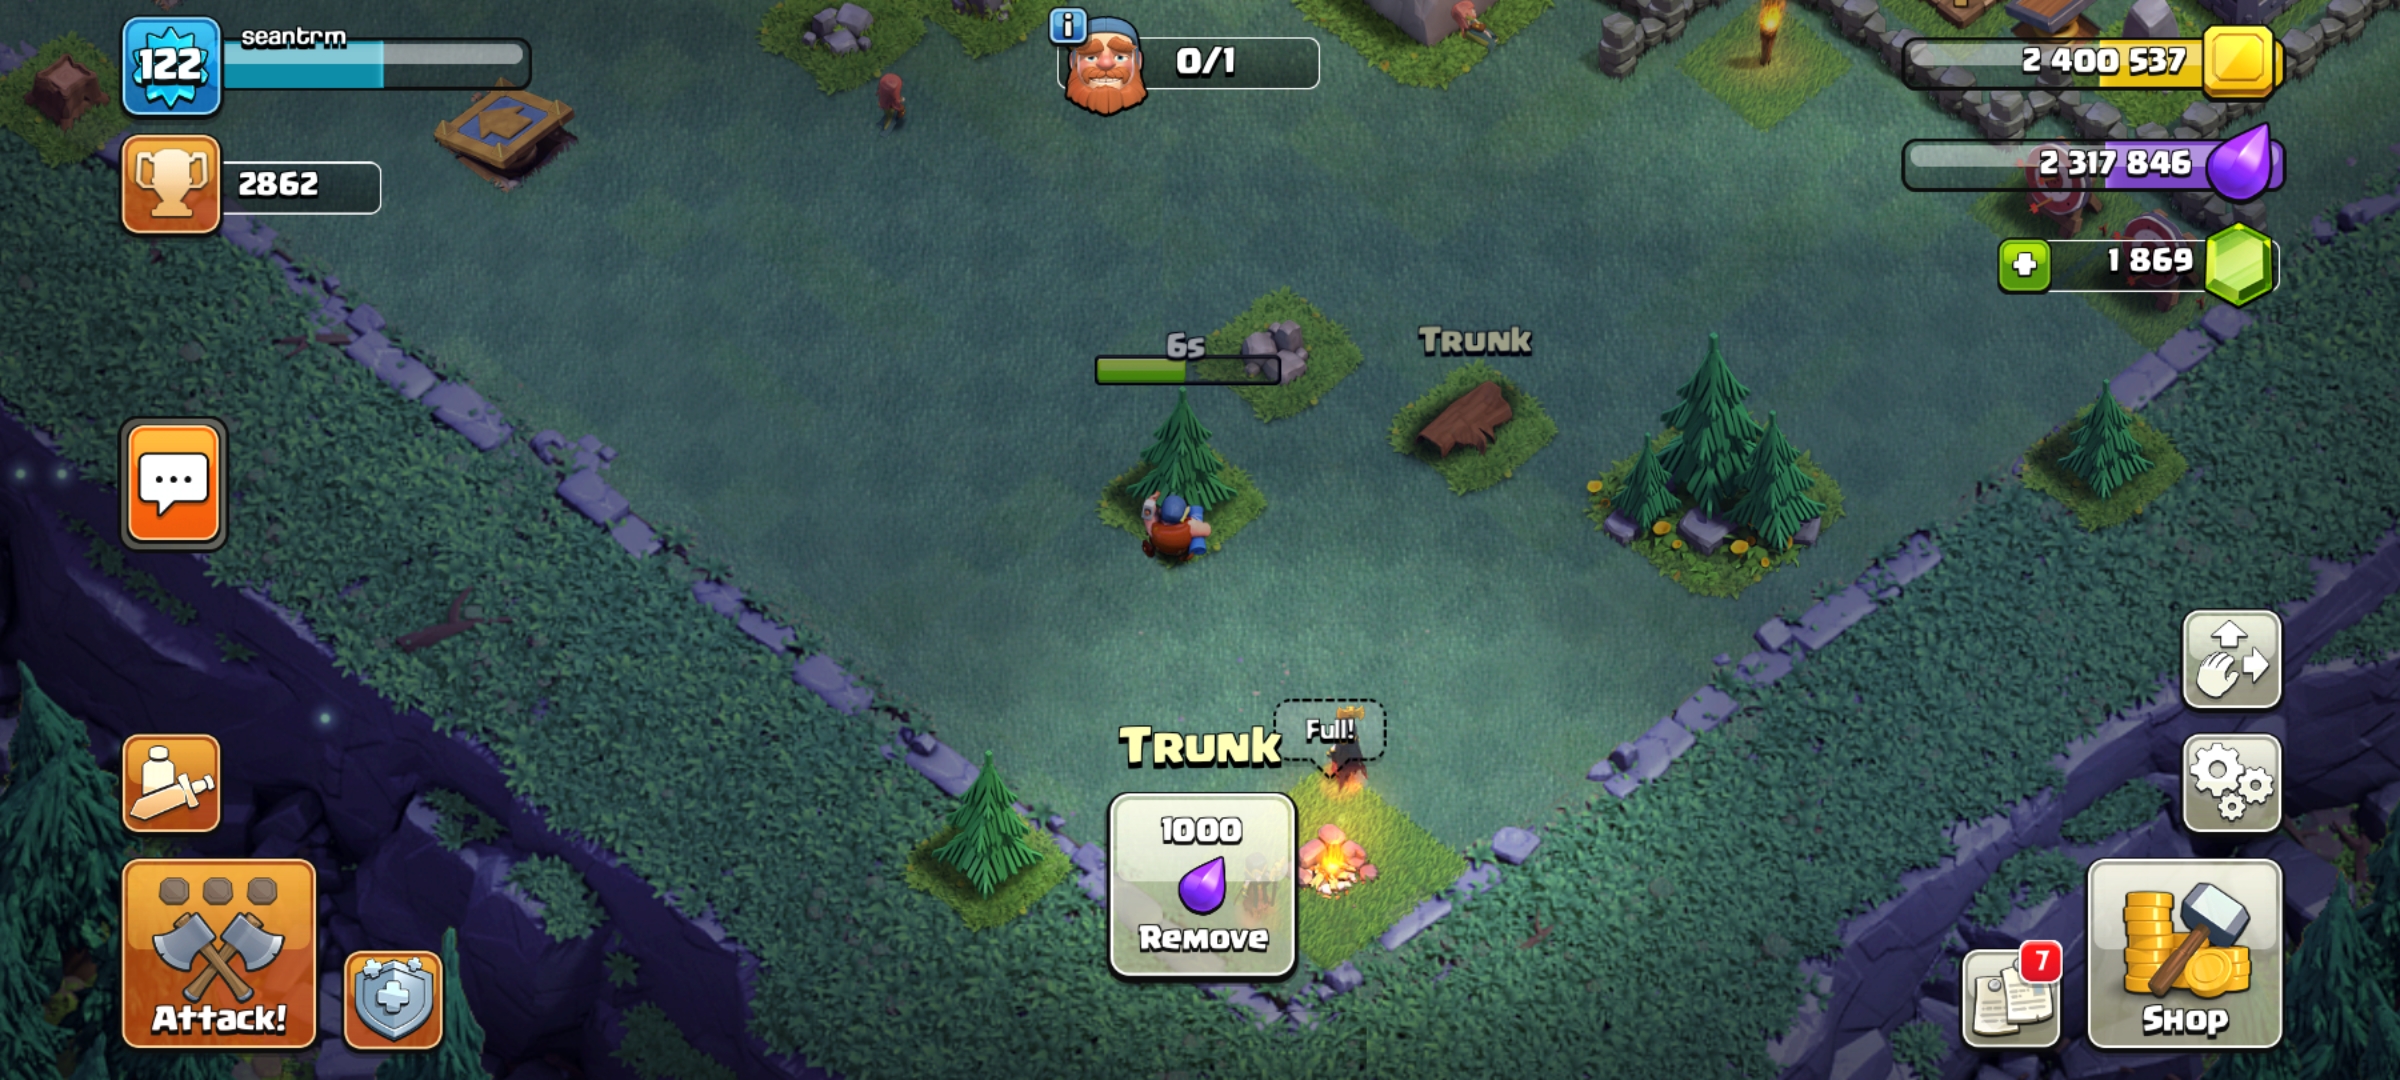 122
seantrm
0/1
2 400 537
2862
2 317 846
1 869
6s
Trunk
Full!
Trunk
1000
Remove
Attack!
7
Shop